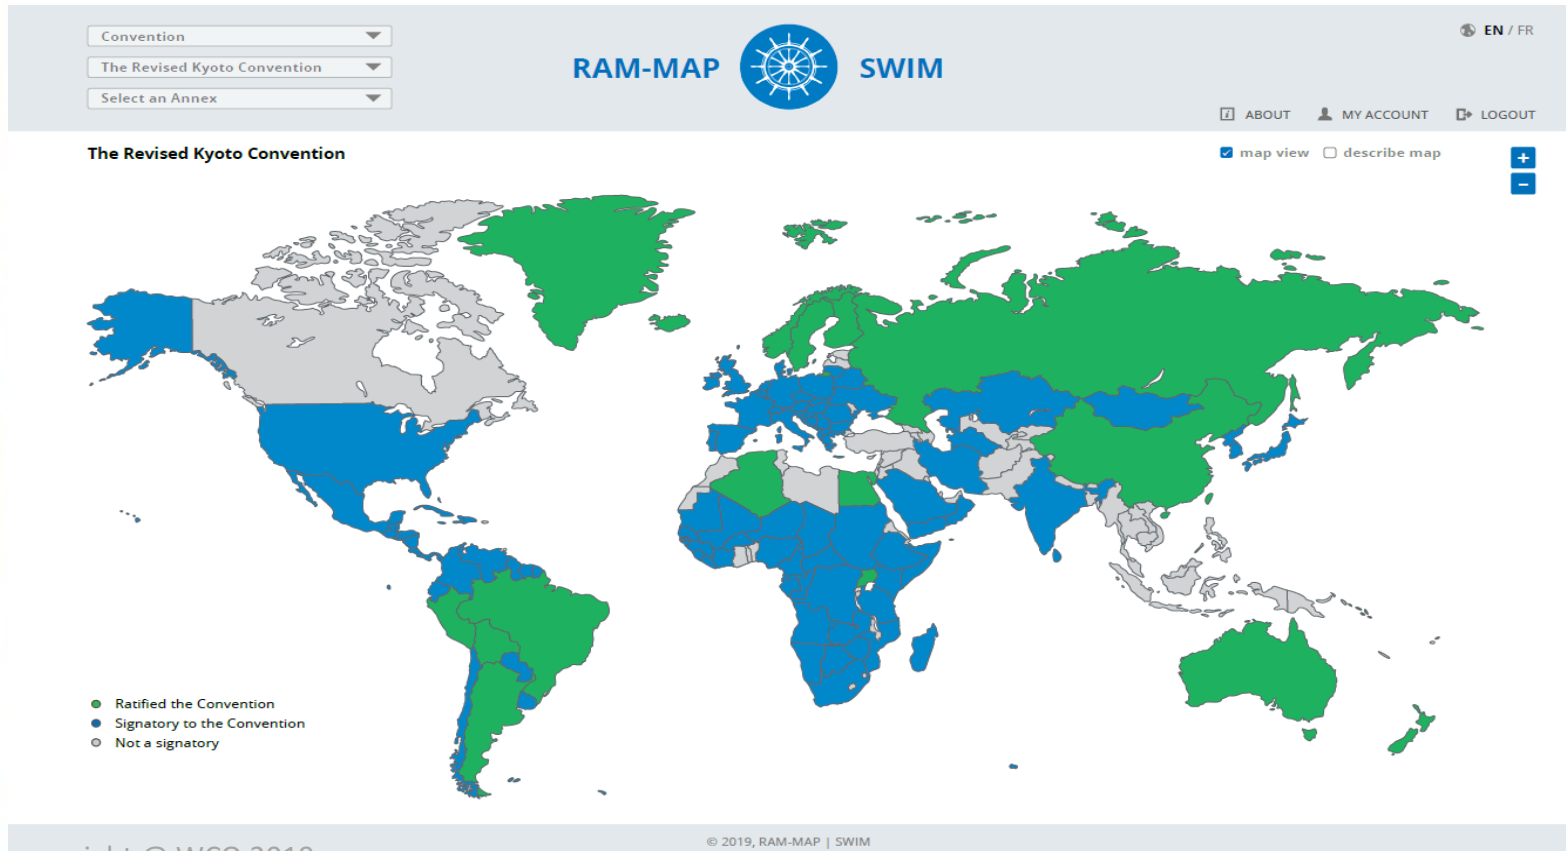 Convention
The Revised Kyoto Convention
Select an Annex
RAM-MAP SWIM
EN / FR
i ABOUT MY ACCOUNT LOGOUT
The Revised Kyoto Convention
map view describe map
+
−
Ratified the Convention
Signatory to the Convention
Not a signatory
© 2019, RAM-MAP | SWIM